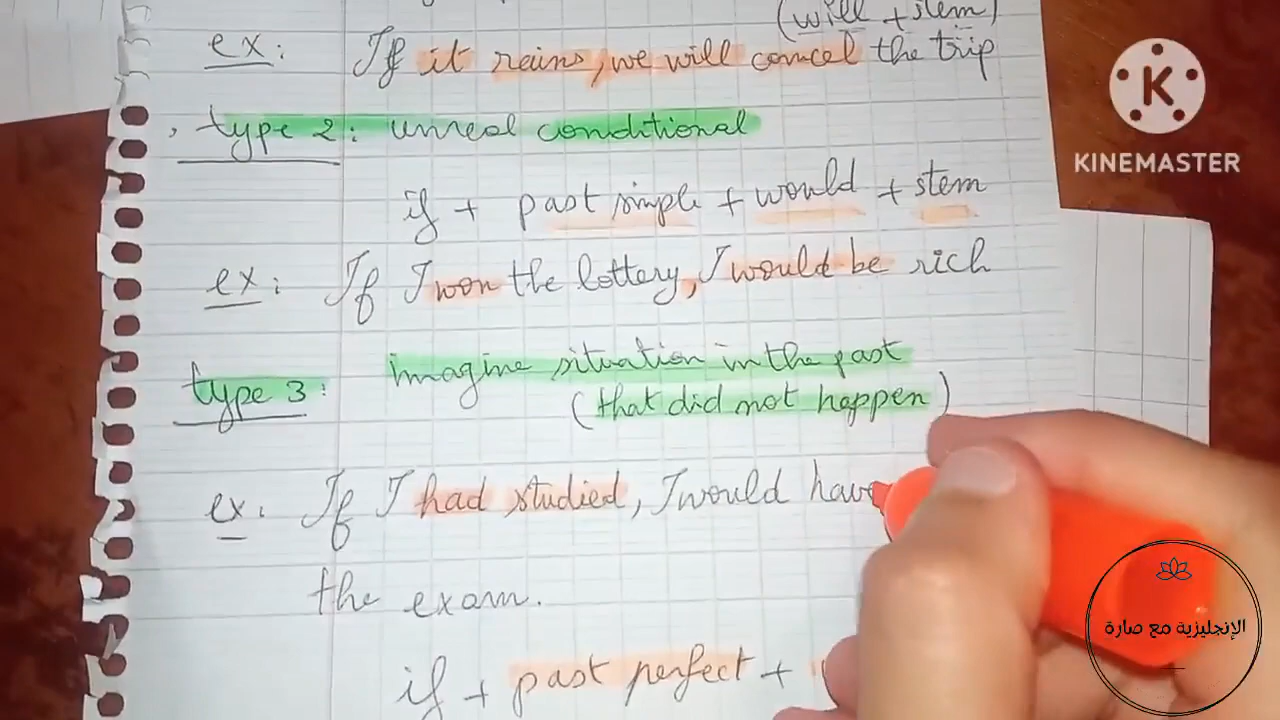 (will + stem)
ex: If it rains, we will cancel the trip
type 2: unreal conditional
if + past simple + would + stem
ex: If I won the lottery, I would be rich
type 3: imagine situation in the past
(that did not happen)
ex: If I had studied, I would have
the exam.
if + past perfect +
KINEMASTER
الإنجليزية مع صارة